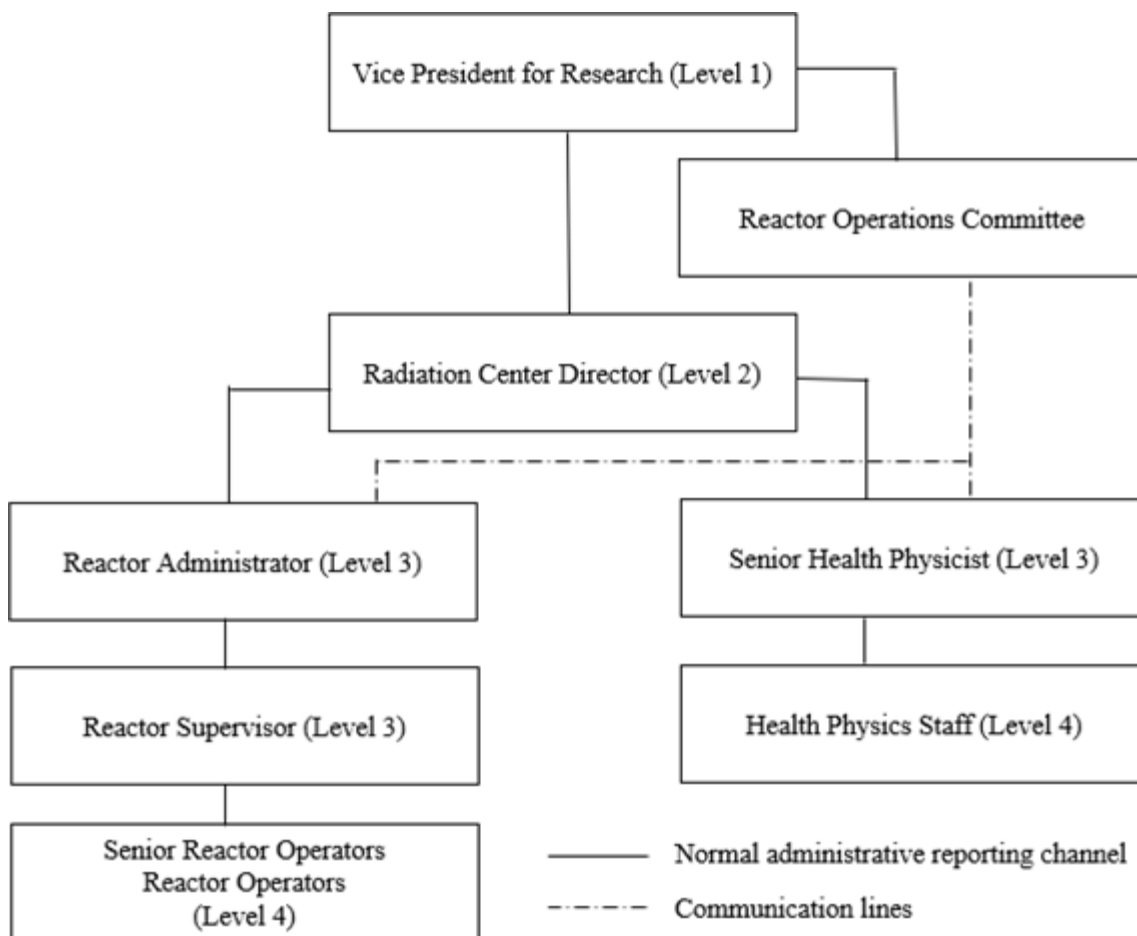 Vice President for Research (Level 1)
Reactor Operations Committee
Radiation Center Director (Level 2)
Reactor Administrator (Level 3)
Senior Health Physicist (Level 3)
Reactor Supervisor (Level 3)
Health Physics Staff (Level 4)
Senior Reactor Operators
Reactor Operators
(Level 4)
Normal administrative reporting channel
Communication lines